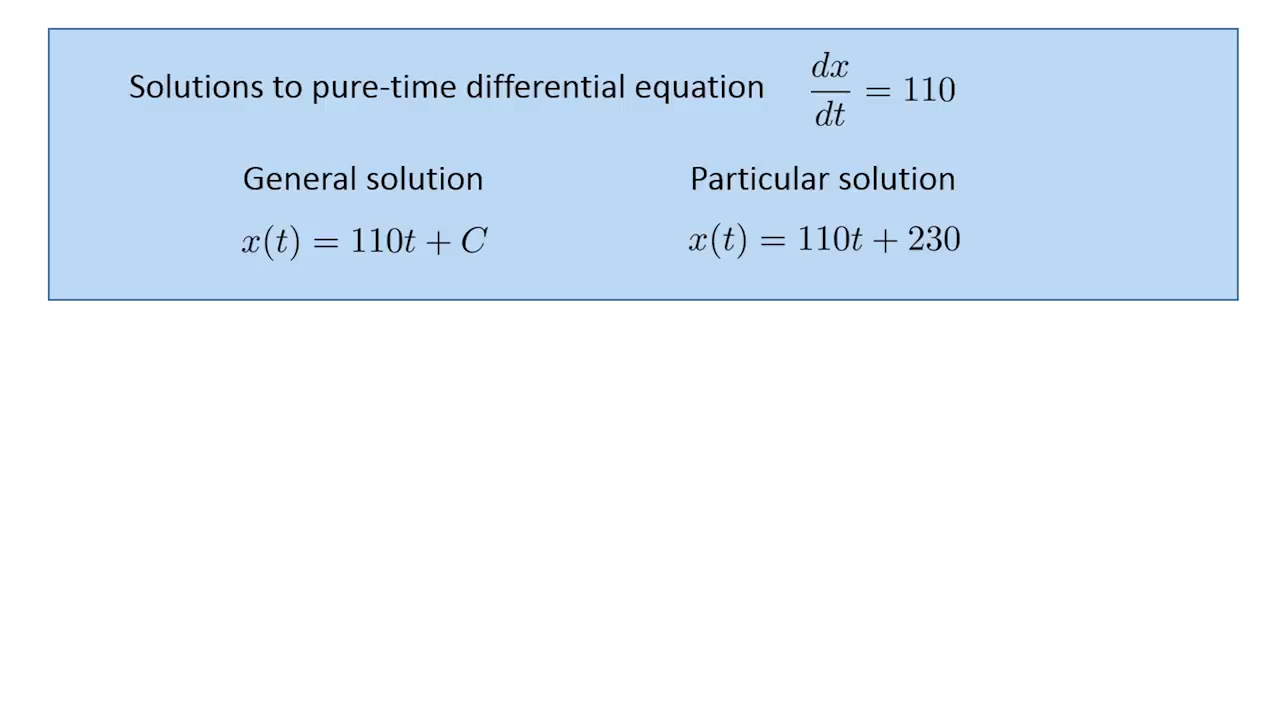 Solutions to pure-time differential equation dx/dt = 110
General solution Particular solution
x(t) = 110t + C x(t) = 110t + 230